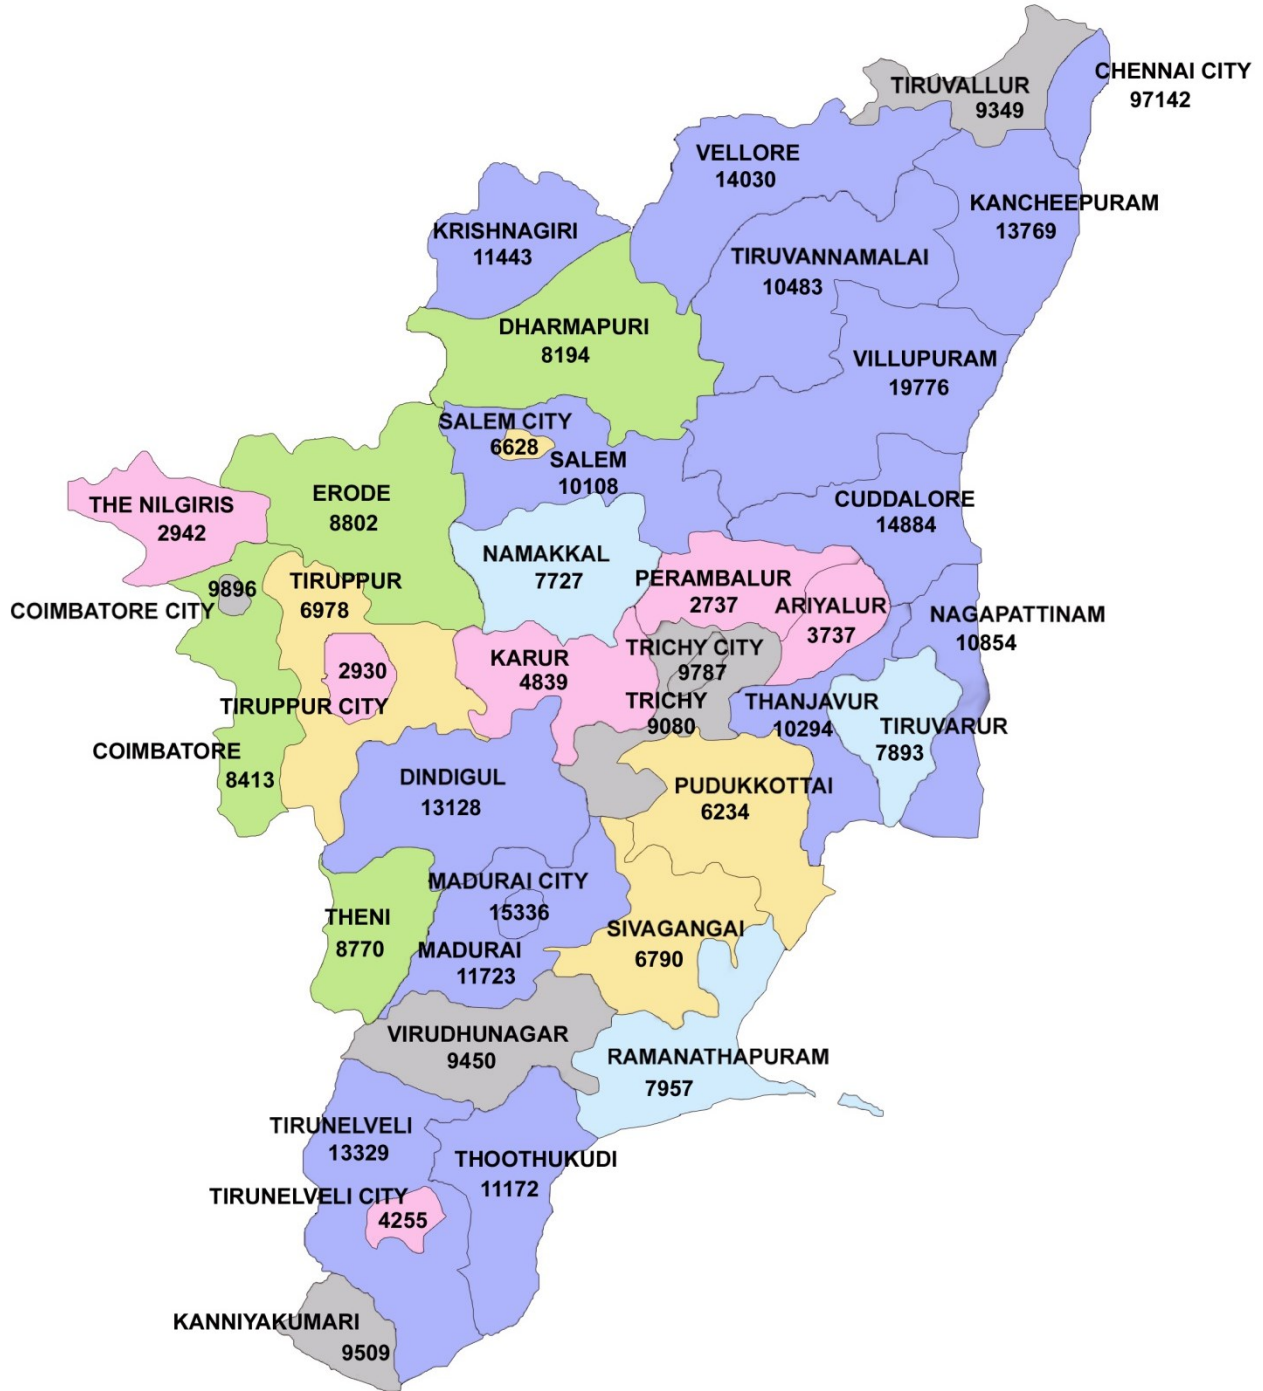 CHENNAI CITY
97142
TIRUVALLUR
9349
VELLORE
14030
KANCHEEPURAM
13769
KRISHNAGIRI
11443
TIRUVANNAMALAI
10483
DHARMAPURI
8194
VILLUPURAM
19776
SALEM CITY
6628
SALEM
10108
ERODE
8802
THE NILGIRIS
2942
CUDDALORE
14884
NAMAKKAL
7727
PERAMBALUR
2737
ARIYALUR
3737
NAGAPATTINAM
10854
9896
COIMBATORE CITY
TIRUPPUR
6978
KARUR
4839
TRICHY CITY
9787
2930
TIRUPPUR CITY
TRICHY
9080
THANJAVUR
10294
TIRUVARUR
7893
COIMBATORE
8413
DINDIGUL
13128
PUDUKKOTTAI
6234
MADURAI CITY
15336
THENI
8770
MADURAI
11723
SIVAGANGAI
6790
VIRUDHUNAGAR
9450
RAMANATHAPURAM
7957
TIRUNELVELI
13329
THOOTHUKUDI
11172
TIRUNELVELI CITY
4255
KANNIYAKUMARI
9509